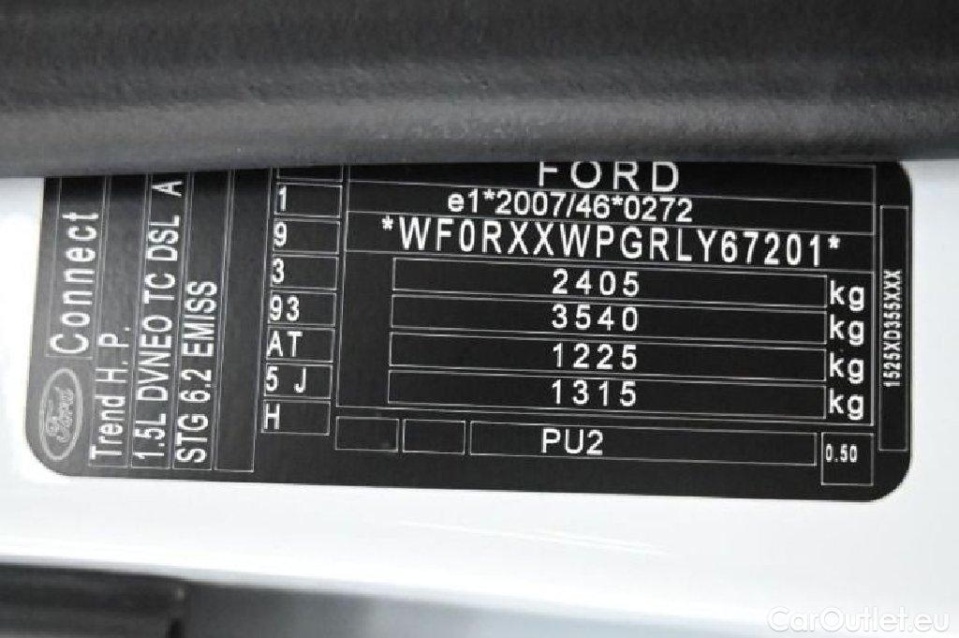 Ford
Connect
Trend H. P.
1.5L DVNEO TC DSL A
STG 6.2 EMISS
1
9
3
93
AT
5 J
H
FORD
e1*2007/46*0272
*WF0RXXWPGRLY67201*
2405 kg
3540 kg
1225 kg
1315 kg
PU2
0.50
1525XD355XXX
CarOutlet.eu